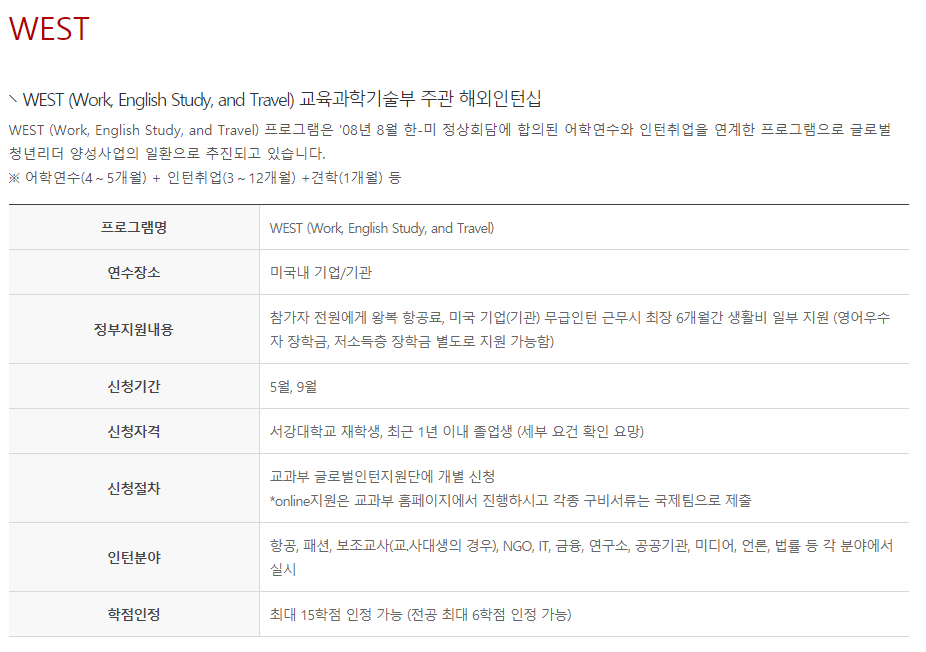 WEST
WEST (Work, English Study, and Travel) 교육과학기술부 주관 해외인턴십
WEST (Work, English Study, and Travel) 프로그램은 '08년 8월 한-미 정상회담에 합의된 어학연수와 인턴취업을 연계한 프로그램으로 글로벌
청년리더 양성사업의 일환으로 추진되고 있습니다.
※ 어학연수(4~5개월) + 인턴취업(3~12개월) +견학(1개월) 등
프로그램명
WEST (Work, English Study, and Travel)
연수장소
미국내 기업/기관
정부지원내용
참가자 전원에게 왕복 항공료, 미국 기업(기관) 무급인턴 근무시 최장 6개월간 생활비 일부 지원 (영어우수
자 장학금, 저소득층 장학금 별도로 지원 가능함)
신청기간
5월, 9월
신청자격
서강대학교 재학생, 최근 1년 이내 졸업생 (세부 요건 확인 요망)
신청절차
교과부 글로벌인턴지원단에 개별 신청
*online지원은 교과부 홈페이지에서 진행하시고 각종 구비서류는 국제팀으로 제출
인턴분야
항공, 패션, 보조교사(교.사대생의 경우), NGO, IT, 금융, 연구소, 공공기관, 미디어, 언론, 법률 등 각 분야에서
실시
학점인정
최대 15학점 인정 가능 (전공 최대 6학점 인정 가능)